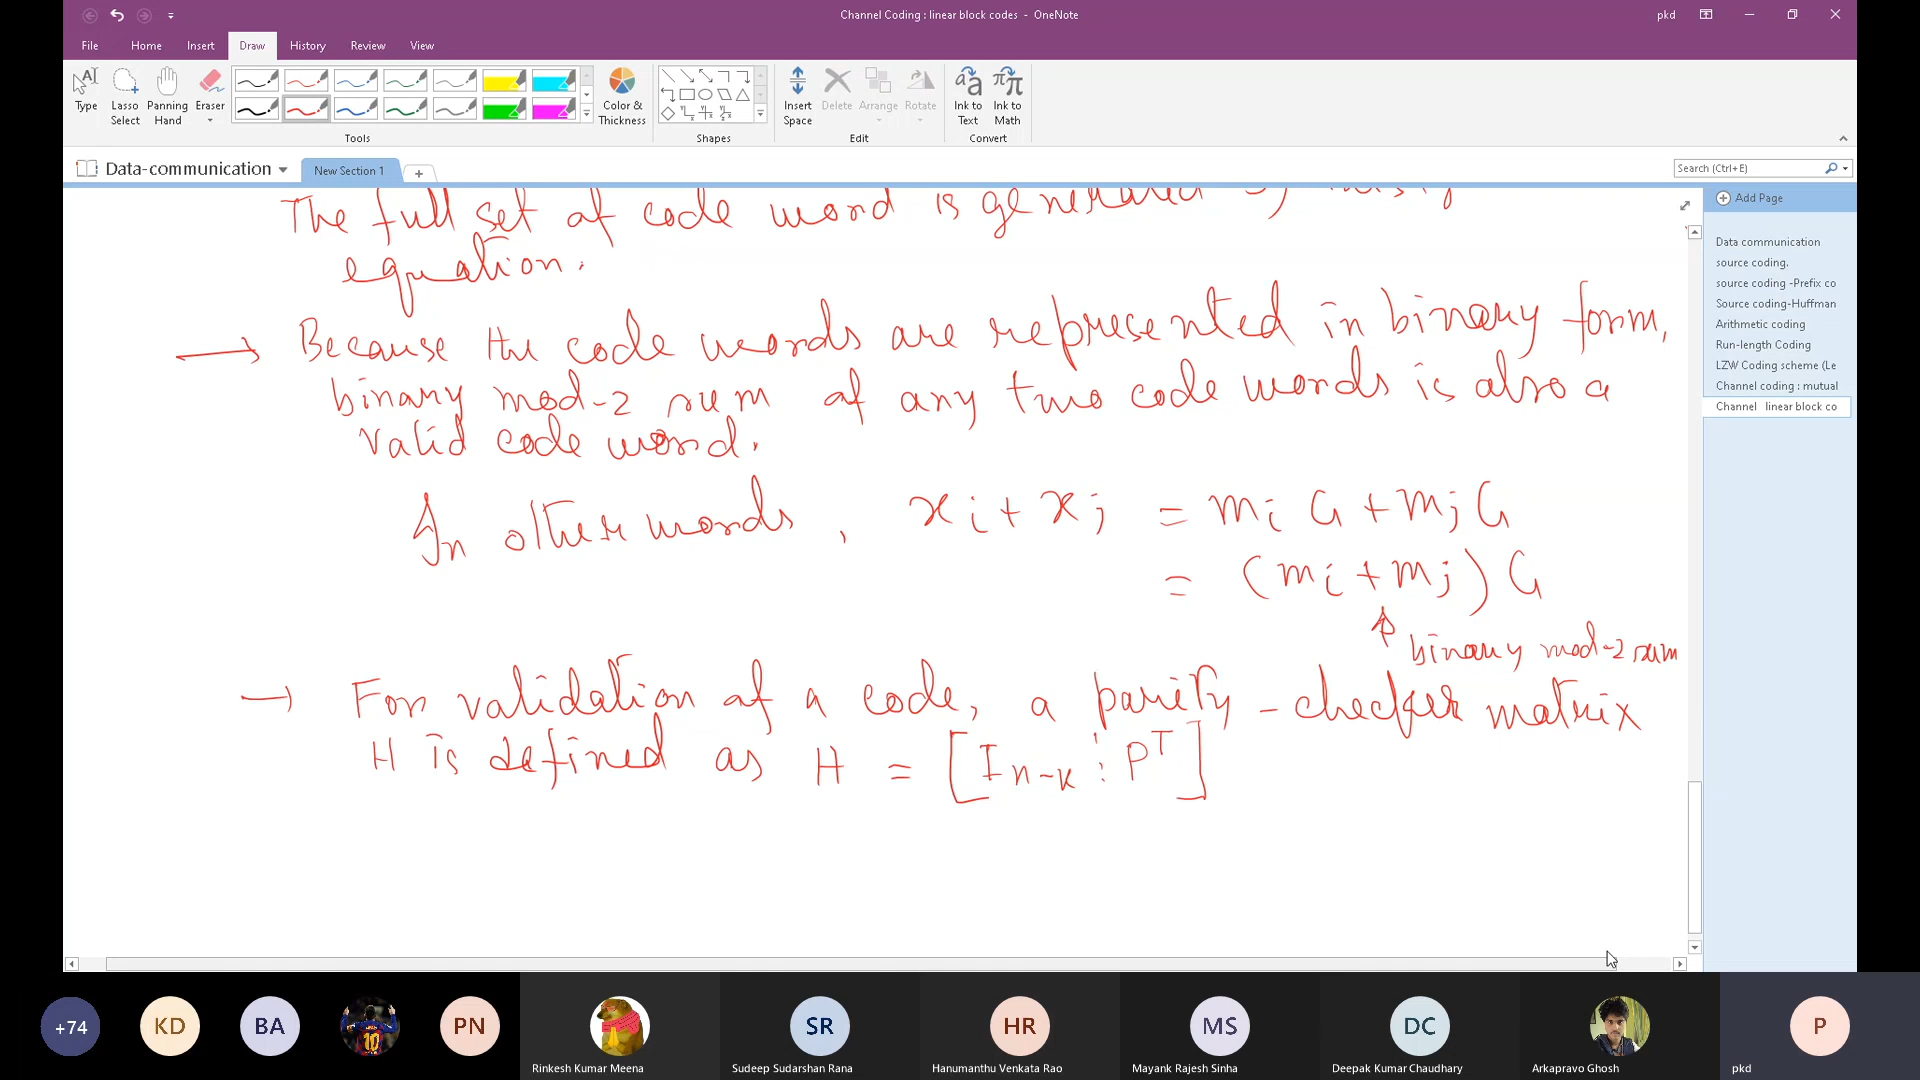 Channel Coding : linear block codes - OneNote
pkd
File Home Insert Draw History Review View
Type
Lasso Select
Panning Hand
Eraser
Color & Thickness
Insert Space
Delete
Arrange
Rotate
Ink to Text
Ink to Math
Tools
Shapes
Edit
Convert
Data-communication
New Section 1
Search (Ctrl+E)
Add Page
Data communication
source coding.
source coding -Prefix co
Source coding-Huffman
Arithmetic coding
Run-length Coding
LZW Coding scheme (Le
Channel coding : mutual
Channel linear block co
The full set of code word is generated
equation.
→ Because the code words are represented in binary form,
binary mod-2 sum of any two code words is also a
valid code word.
In other words, xi + xj = mi G + mj G
= (mi + mj) G
↑ binary mod-2 sum
→ For validation of a code, a parity - checker matrix
H is defined as H = [In-k : P^T]
+74
KD
BA
10
PN
SR
HR
MS
DC
P
Rinkesh Kumar Meena
Sudeep Sudarshan Rana
Hanumanthu Venkata Rao
Mayank Rajesh Sinha
Deepak Kumar Chaudhary
Arkapravo Ghosh
pkd